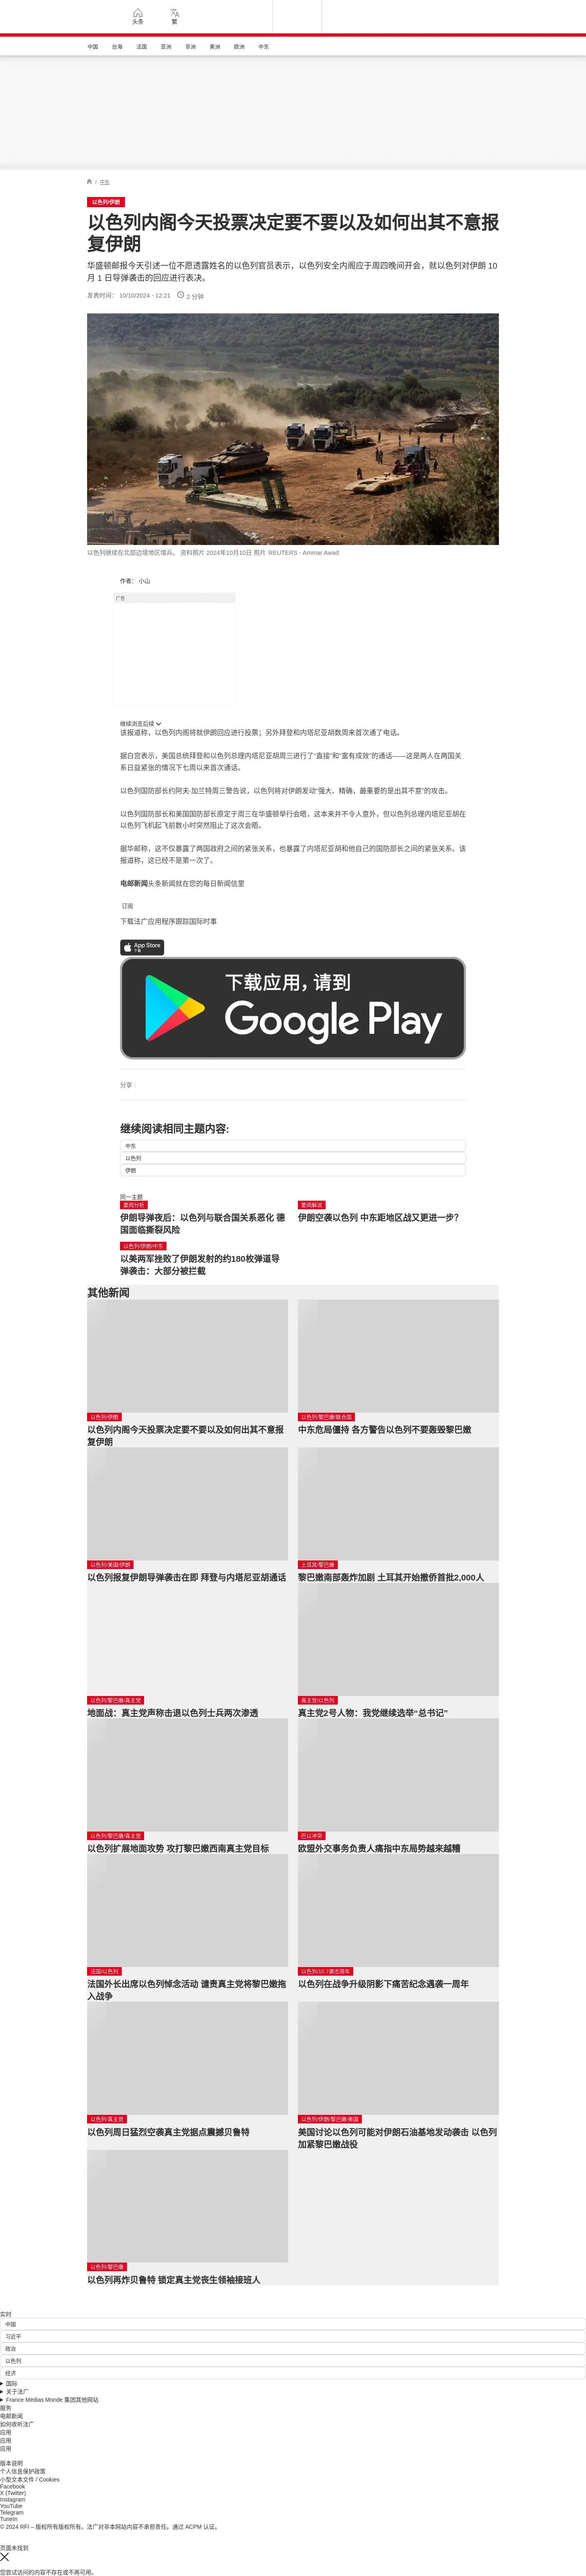 头条
繁
中国
台海
法国
亚洲
非洲
美洲
欧洲
中东
/ 中东
以色列/伊朗
以色列内阁今天投票决定要不要以及如何出其不意报
复伊朗
华盛顿邮报今天引述一位不愿透露姓名的以色列官员表示，以色列安全内阁应于周四晚间开会，就以色列对伊朗 10
月 1 日导弹袭击的回应进行表决。
发表时间： 10/10/2024 - 12:21
2 分钟
以色列继续在北部边境地区增兵。 资料照片 2024年10月10日 照片 REUTERS - Ammar Awad
作者： 小山
广告
继续浏览后续
该报道称，以色列内阁将就伊朗回应进行投票；另外拜登和内塔尼亚胡数周来首次通了电话。
据白宫表示，美国总统拜登和以色列总理内塔尼亚胡周三进行了“直接”和“富有成效”的通话——这是两人在两国关
系日益紧张的情况下七周以来首次通话。
以色列国防部长约阿夫·加兰特周三警告说，以色列将对伊朗发动“强大、精确，最重要的是出其不意”的攻击。
以色列国防部长和美国国防部长原定于周三在华盛顿举行会晤，这本来并不令人意外，但以色列总理内塔尼亚胡在
以色列飞机起飞前数小时突然阻止了这次会晤。
据华邮称，这不仅暴露了两国政府之间的紧张关系，也暴露了内塔尼亚胡和他自己的国防部长之间的紧张关系。该
报道称，这已经不是第一次了。
电邮新闻头条新闻就在您的每日新闻信里
订阅
下载法广应用程序跟踪国际时事
App Store
下载
下载应用，请到
Google Play
分享 :
继续阅读相同主题内容:
中东
以色列
伊朗
同一主题
要闻分析
伊朗导弹夜后：以色列与联合国关系恶化 德
国面临撕裂风险
要闻解说
伊朗空袭以色列 中东距地区战又更进一步？
以色列/伊朗/中东
以美两军挫败了伊朗发射的约180枚弹道导
弹袭击：大部分被拦截
其他新闻
以色列/伊朗
以色列内阁今天投票决定要不要以及如何出其不意报
复伊朗
以色列/黎巴嫩/联合国
中东危局僵持 各方警告以色列不要轰毁黎巴嫩
以色列/美国/伊朗
以色列报复伊朗导弹袭击在即 拜登与内塔尼亚胡通话
土耳其/黎巴嫩
黎巴嫩南部轰炸加剧 土耳其开始撤侨首批2,000人
以色列/黎巴嫩/真主党
地面战：真主党声称击退以色列士兵两次渗透
真主党/以色列
真主党2号人物：我党继续选举“总书记”
以色列/黎巴嫩/真主党
以色列扩展地面攻势 攻打黎巴嫩西南真主党目标
巴以冲突
欧盟外交事务负责人痛指中东局势越来越糟
法国/以色列
法国外长出席以色列悼念活动 谴责真主党将黎巴嫩拖
入战争
以色列/10.7袭击周年
以色列在战争升级阴影下痛苦纪念遇袭一周年
以色列/真主党
以色列周日猛烈空袭真主党据点震撼贝鲁特
以色列/伊朗/黎巴嫩/美国
美国讨论以色列可能对伊朗石油基地发动袭击 以色列
加紧黎巴嫩战役
以色列/黎巴嫩
以色列再炸贝鲁特 锁定真主党丧生领袖接班人
实时
中国
习近平
政治
以色列
经济
国际
关于法广
France Médias Monde 集团其他网站
服务
电邮新闻
如何收听法广
应用
应用
应用
版本说明
个人信息保护政策
小型文本文件 / Cookies
Facebook
X (Twitter)
Instagram
YouTube
Telegram
TuneIn
© 2024 RFI – 版权所有版权所有。法广对非本网站内容不承担责任。通过 ACPM 认证。
页面未找到
您尝试访问的内容不存在或不再可用。